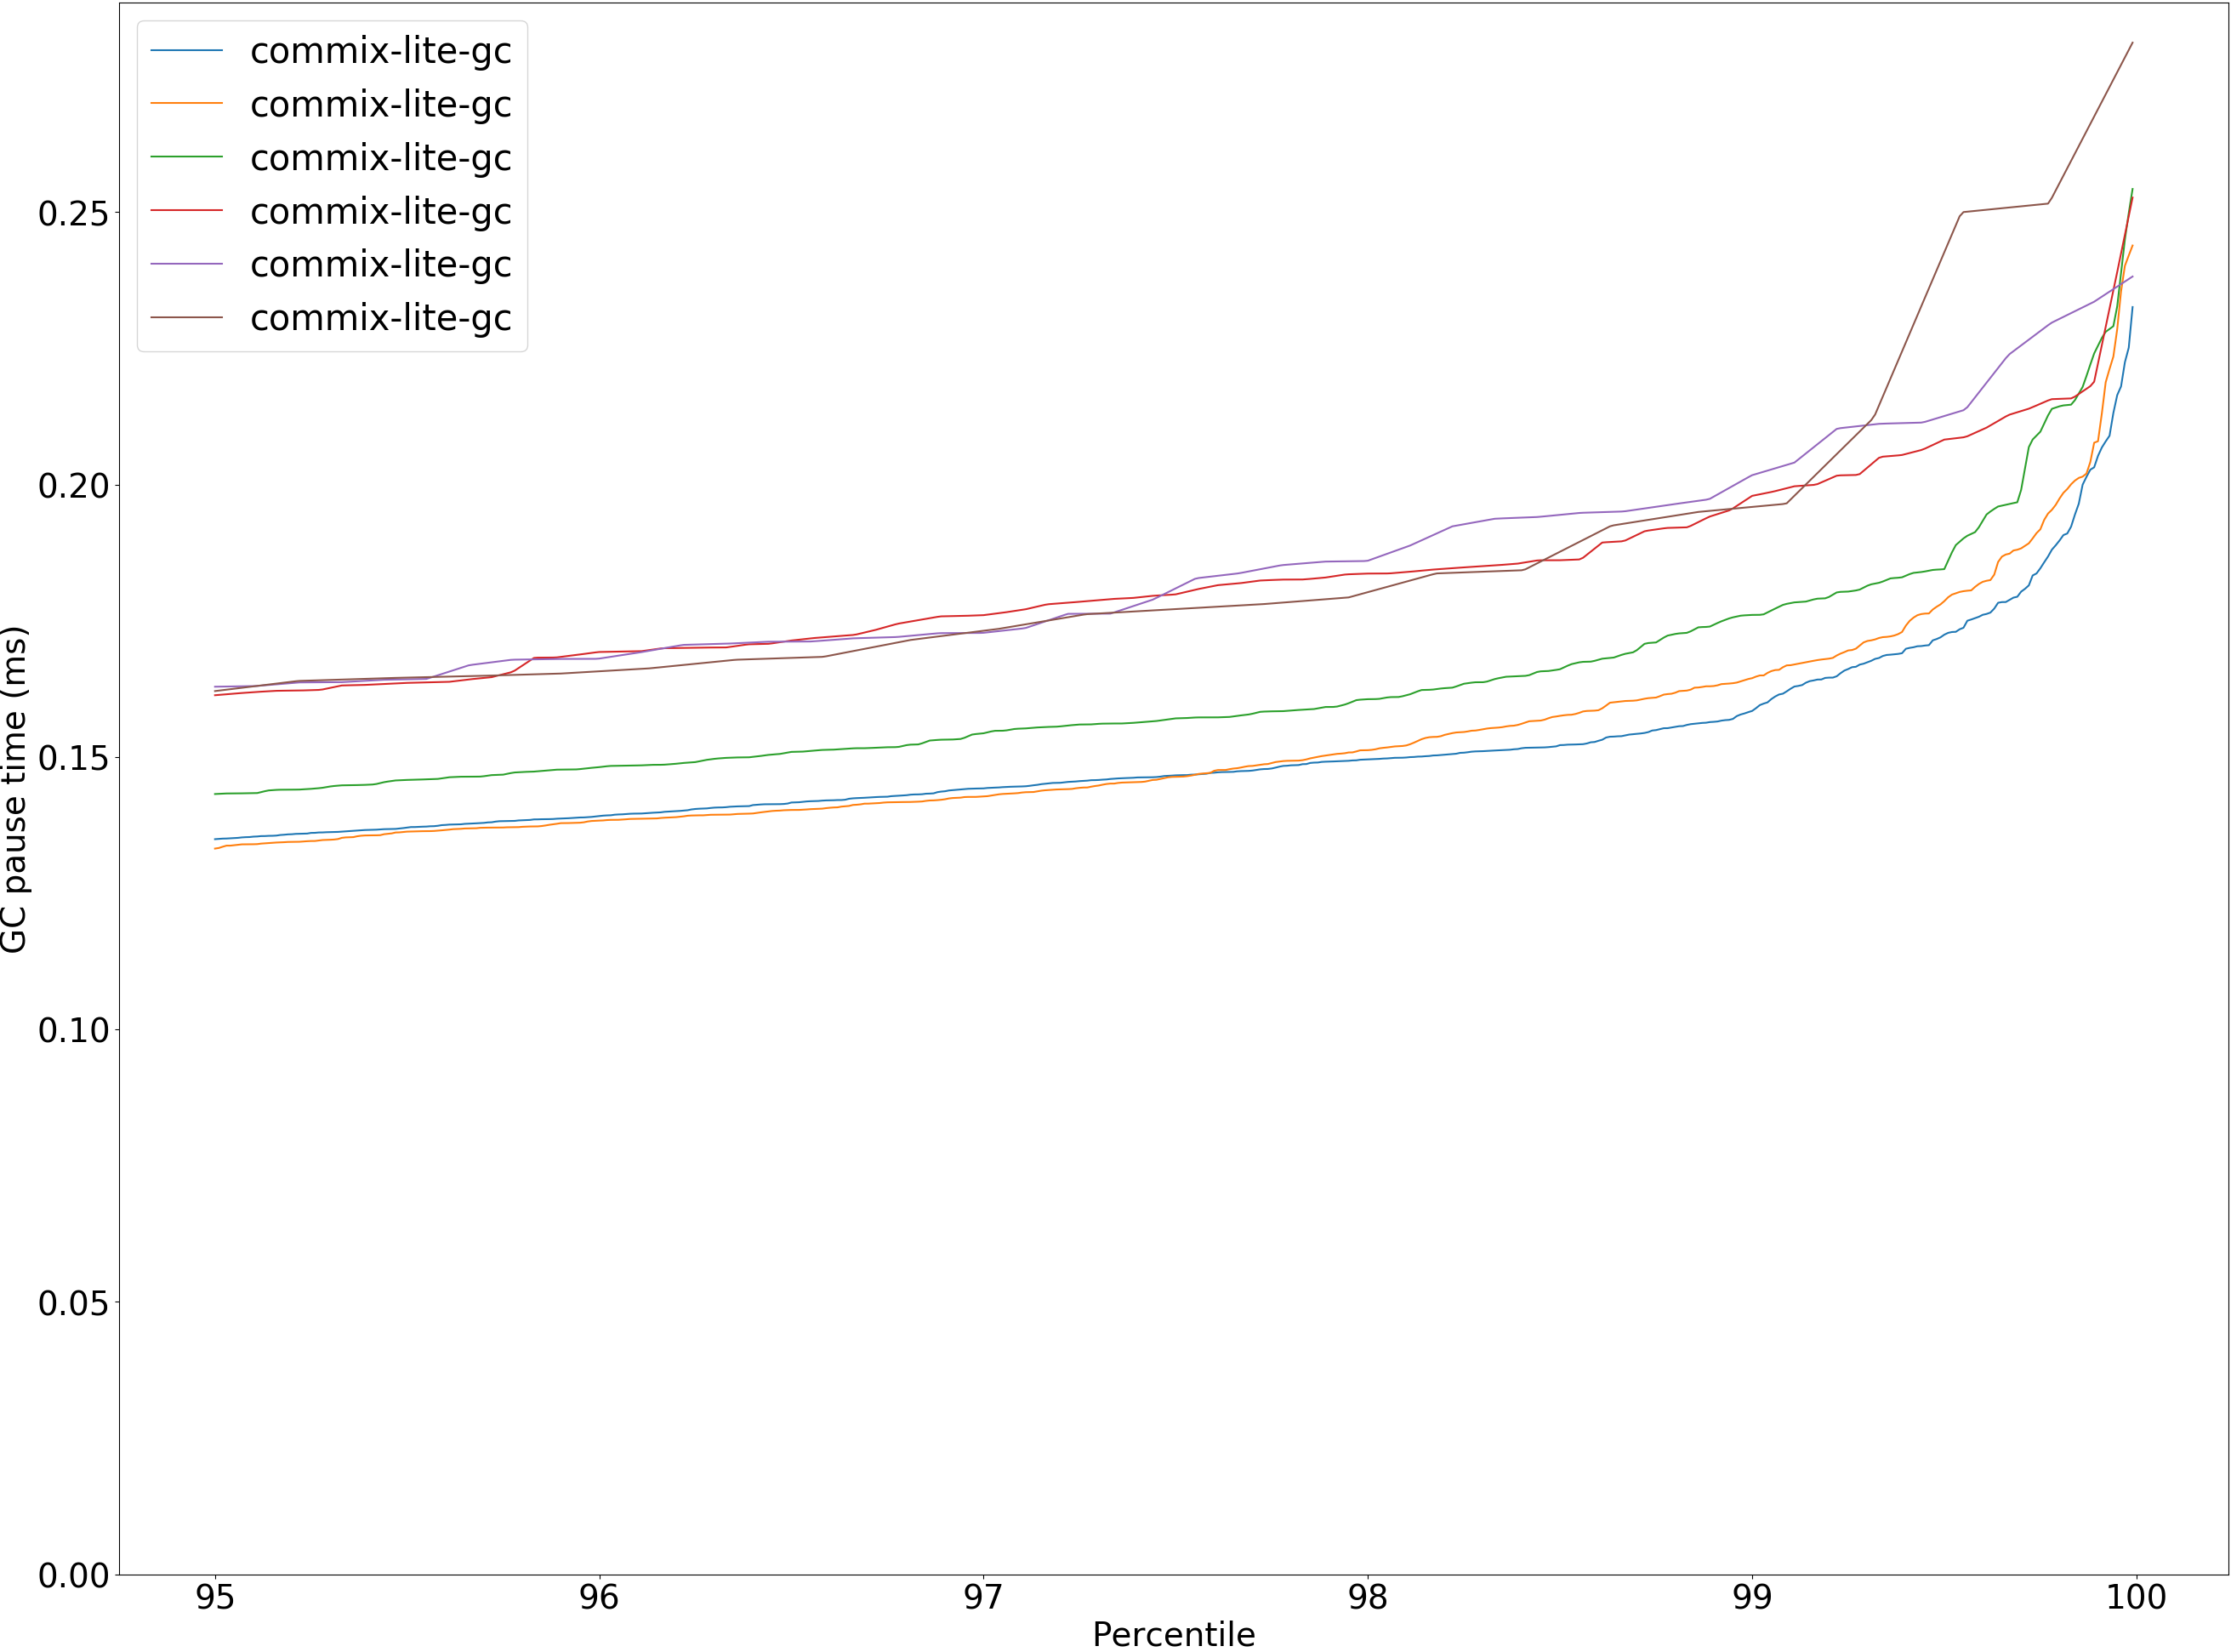 commix-lite-gc
commix-lite-gc
commix-lite-gc
commix-lite-gc
commix-lite-gc
commix-lite-gc
GC pause time (ms)
0.25
0.20
0.15
0.10
0.05
0.00
95 96 97 98 99 100
Percentile